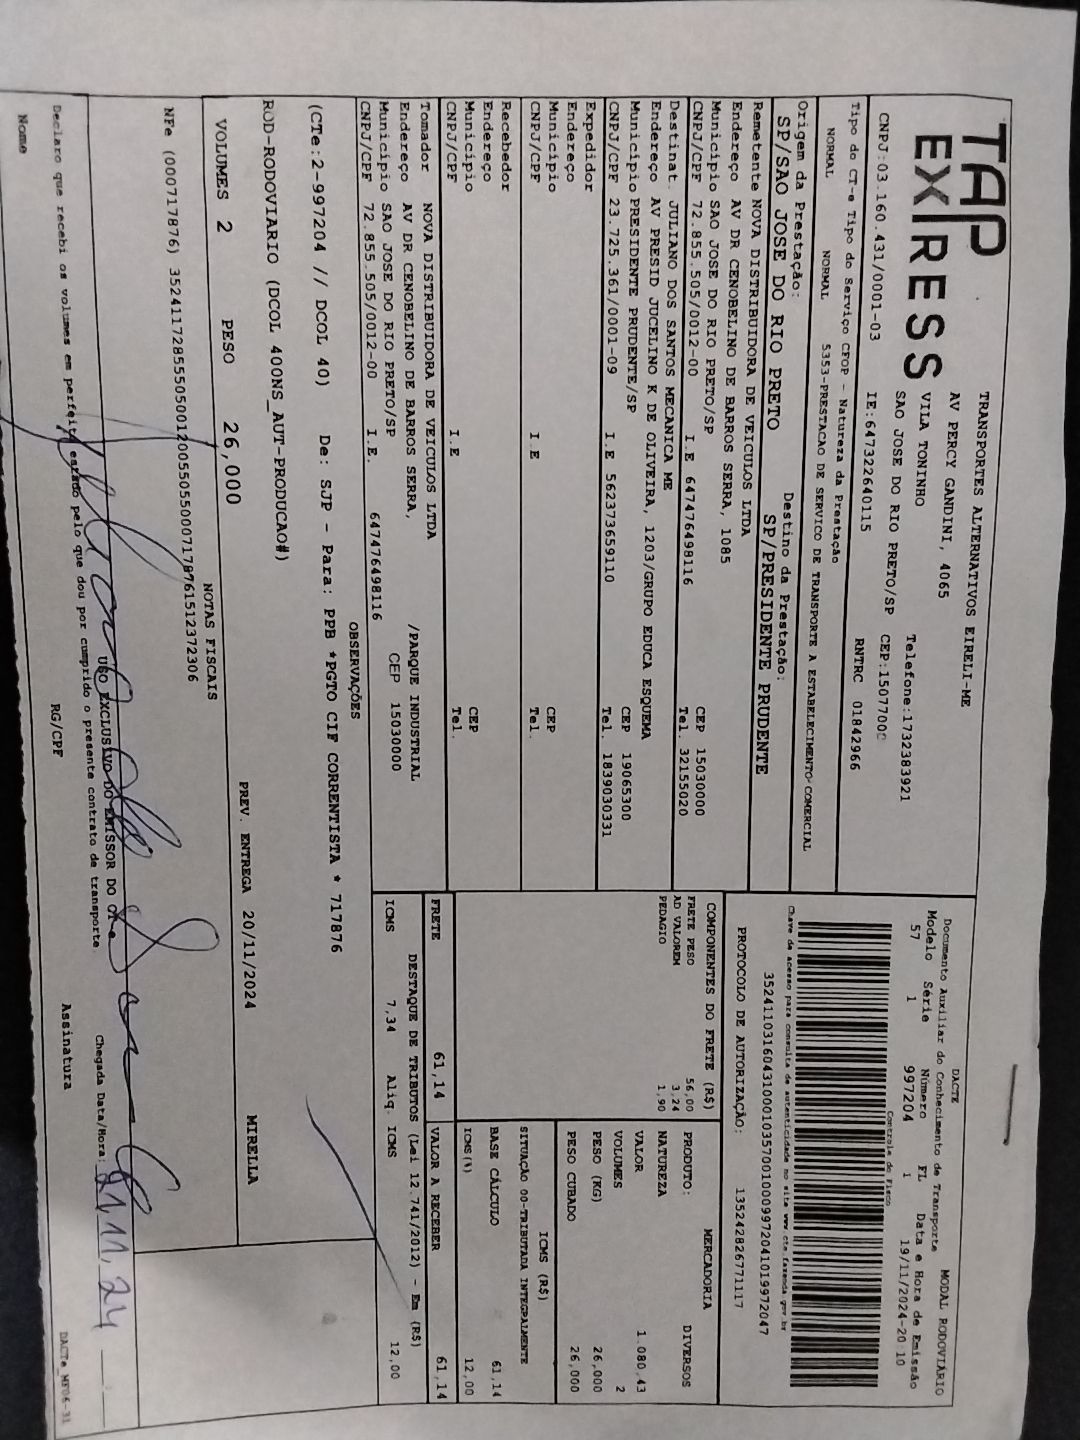 TAP EXPRESS
TRANSPORTES ALTERNATIVOS EIRELI-ME
AV PERCY GANDINI, 4065
VILA TONINHO
Telefone:1732383921
SAO JOSE DO RIO PRETO/SP CEP:15077000
CNPJ:03.160.431/0001-03 IE:647322640115 RNTRC 01842966
Tipo do CT-e Tipo do Serviço CFOP - Natureza da Prestação
NORMAL NORMAL 5353-PRESTACAO DE SERVICO DE TRANSPORTE A ESTABELECIMENTO COMERCIAL
Origem da Prestação: Destino da Prestação:
SP/SAO JOSE DO RIO PRETO SP/PRESIDENTE PRUDENTE
Remetente NOVA DISTRIBUIDORA DE VEICULOS LTDA
Endereço AV DR CENOBELINO DE BARROS SERRA, 1085
Município SAO JOSE DO RIO PRETO/SP CEP 15030000
CNPJ/CPF 72.855.505/0012-00 I.E 647476498116 Tel. 32155020
Destinat. JULIANO DOS SANTOS MECANICA ME
Endereço AV PRESID JUCELINO K DE OLIVEIRA, 1203/GRUPO EDUCA ESQUEMA
Município PRESIDENTE PRUDENTE/SP CEP 19065300
CNPJ/CPF 23.725.361/0001-09 I.E 562373659110 Tel. 1839030331
Expedidor
Endereço
Município CEP
CNPJ/CPF I.E Tel.
Recebedor
Endereço
Município CEP
CNPJ/CPF I.E Tel.
Tomador NOVA DISTRIBUIDORA DE VEICULOS LTDA
Endereço AV DR CENOBELINO DE BARROS SERRA, /PARQUE INDUSTRIAL
Município SAO JOSE DO RIO PRETO/SP CEP 15030000
CNPJ/CPF 72.855.505/0012-00 I.E. 647476498116
DACTE MODAL RODOVIÁRIO
Documento Auxiliar do Conhecimento de Transporte
Modelo Série Número FL Data e Hora de Emissão
57 1 997204 1 19/11/2024-20:10
Controle do Fisco
Chave de acesso para consulta de autenticidade no site www.cte.fazenda.gov.br
35241103160431000103570010009972041019972047
PROTOCOLO DE AUTORIZAÇÃO: 135242826771117
COMPONENTES DO FRETE (R$)
FRETE PESO 56,00
AD VALOREM 3,24
PEDAGIO 1,90
MERCADORIA
PRODUTO: DIVERSOS
NATUREZA
VALOR 1.080,43
VOLUMES 2
PESO (KG) 26,000
PESO CUBADO 26,000
ICMS (R$)
SITUAÇÃO 00-TRIBUTADA INTEGRALMENTE
BASE CÁLCULO 61,14
ICMS(%) 12,00
FRETE 61,14 VALOR A RECEBER 61,14
DESTAQUE DE TRIBUTOS (Lei 12.741/2012) - Em (R$)
ICMS 7,34 Aliq. ICMS 12,00
OBSERVAÇÕES
(CTe:2-997204 // DCOL 40) De: SJP - Para: PPB *PGTO CIF CORRENTISTA * 717876
ROD-RODOVIARIO (DCOL 400NS_AUT-PRODUCAO#)
VOLUMES 2 PESO 26,000 PREV. ENTREGA 20/11/2024 MIRELLA
NOTAS FISCAIS
NFe (000717876) 35241172855505001200550550007178761512372306
USO EXCLUSIVO DO EMISSOR DO CT-e
Chegada Data/Hora: 21,11,24
Declaro que recebi os volumes em perfeito estado pelo que dou por cumprido o presente contrato de transporte
Nome RG/CPF Assinatura
DACTe_MF06-31